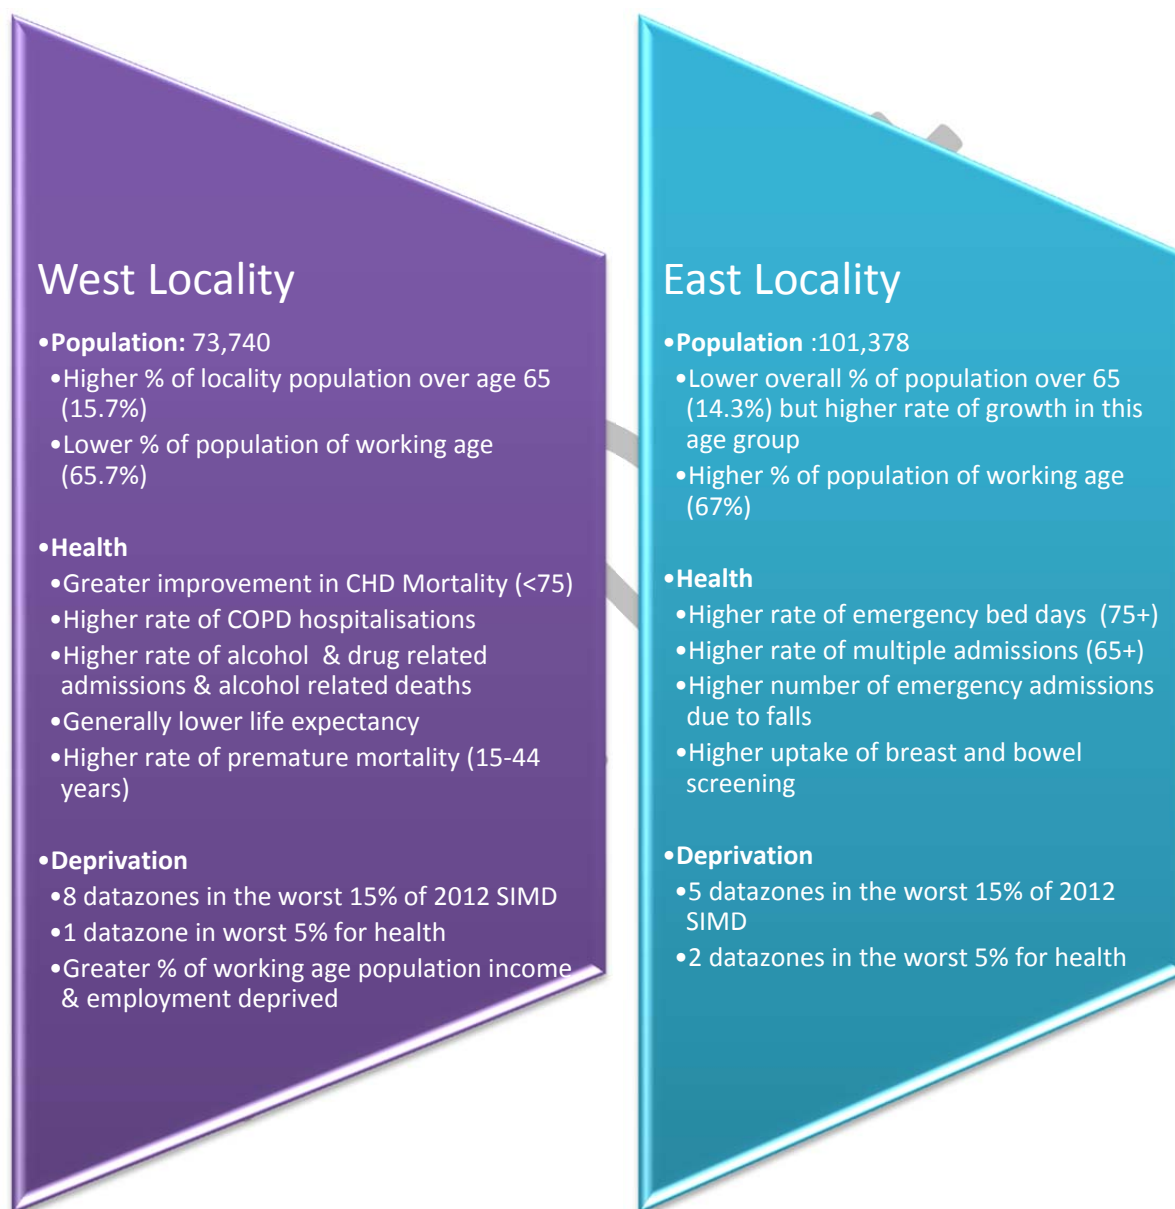 West Locality
•Population: 73,740
•Higher % of locality population over age 65
(15.7%)
•Lower % of population of working age
(65.7%)
•Health
•Greater improvement in CHD Mortality (<75)
•Higher rate of COPD hospitalisations
•Higher rate of alcohol & drug related
admissions & alcohol related deaths
•Generally lower life expectancy
•Higher rate of premature mortality (15-44
years)
•Deprivation
•8 datazones in the worst 15% of 2012 SIMD
•1 datazone in worst 5% for health
•Greater % of working age population income
& employment deprived
East Locality
•Population :101,378
•Lower overall % of population over 65
(14.3%) but higher rate of growth in this
age group
•Higher % of population of working age
(67%)
•Health
•Higher rate of emergency bed days (75+)
•Higher rate of multiple admissions (65+)
•Higher number of emergency admissions
due to falls
•Higher uptake of breast and bowel
screening
•Deprivation
•5 datazones in the worst 15% of 2012
SIMD
•2 datazones in the worst 5% for health